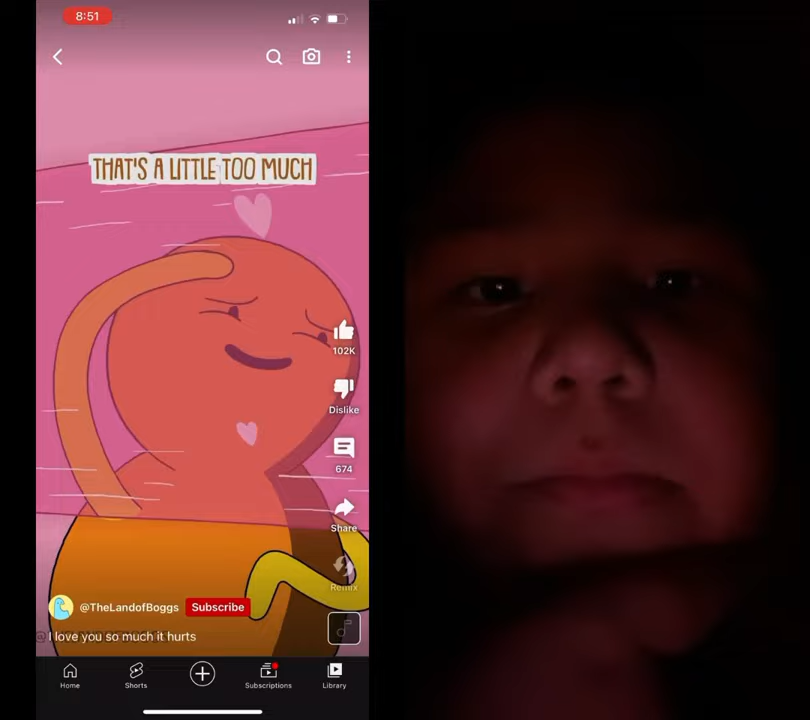 8:51
THAT'S A LITTLE TOO MUCH
102K
Dislike
674
Share
Remix
@TheLandofBoggs Subscribe
I love you so much it hurts
Home Shorts Subscriptions Library